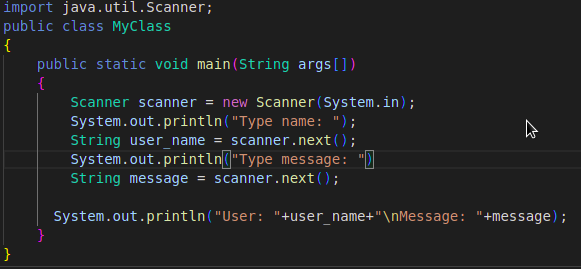 import java.util.Scanner;
public class MyClass
{
    public static void main(String args[])
    {
        Scanner scanner = new Scanner(System.in);
        System.out.println("Type name: ");
        String user_name = scanner.next();
        System.out.println("Type message: ")
        String message = scanner.next();

      System.out.println("User: "+user_name+"\nMessage: "+message);
    }
}